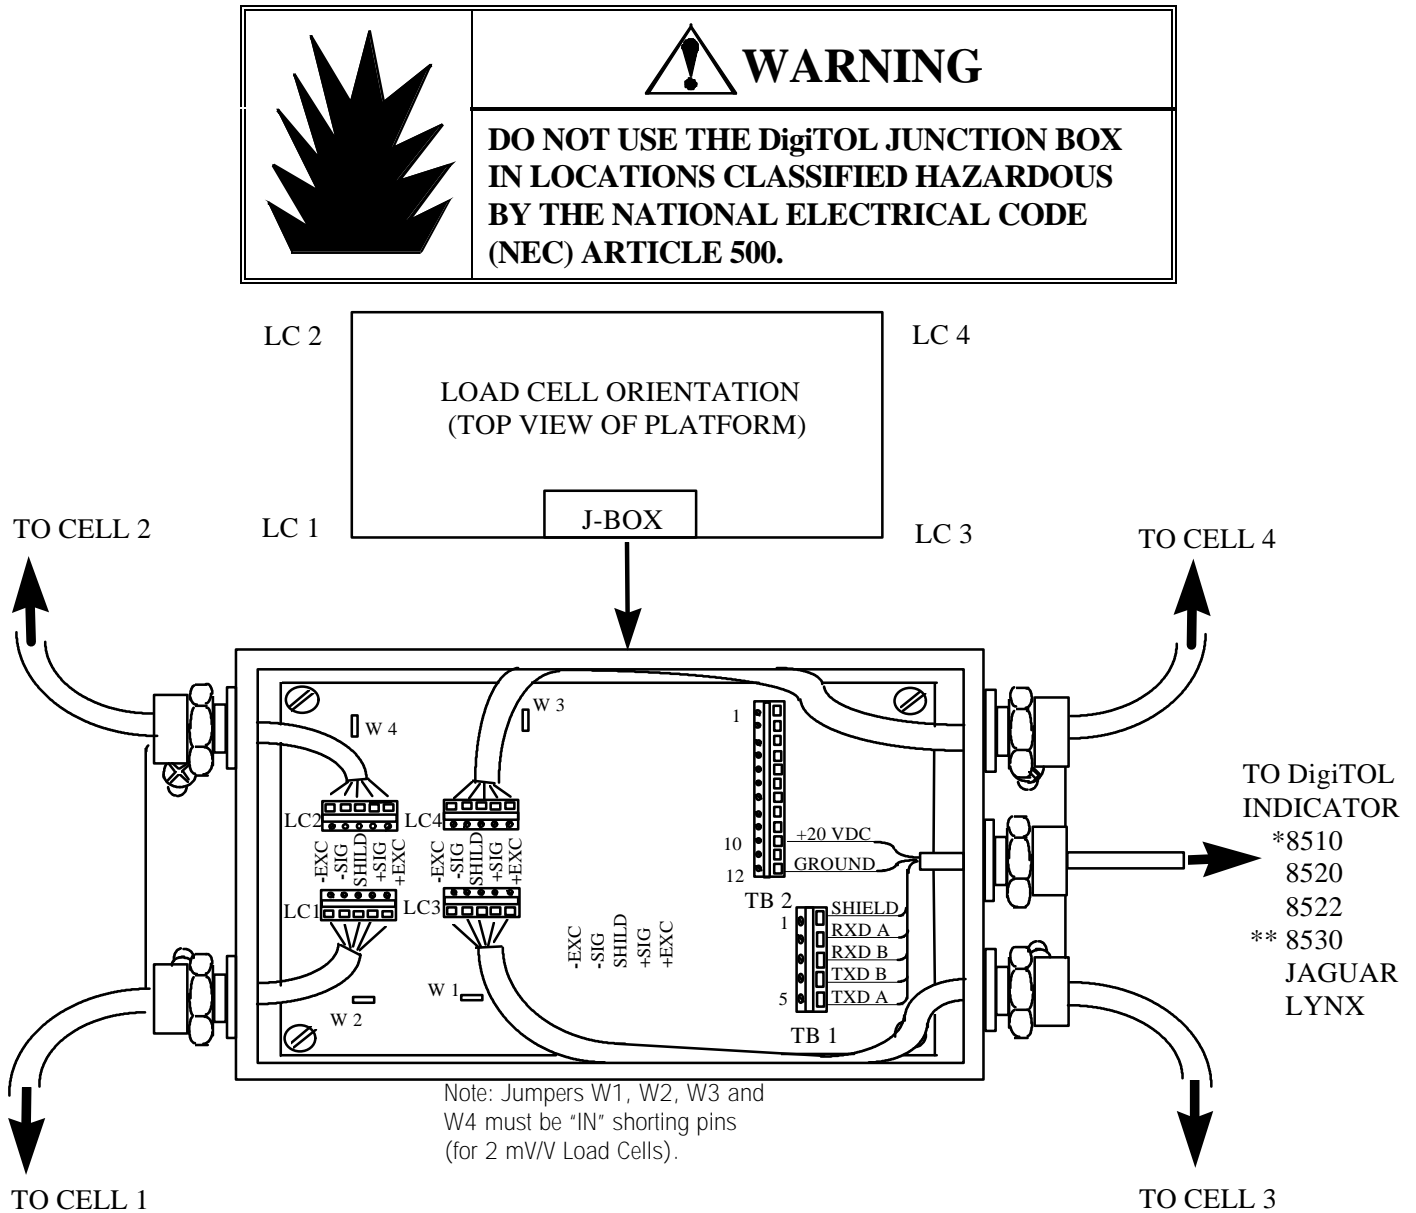 WARNING
DO NOT USE THE DigiTOL JUNCTION BOX
IN LOCATIONS CLASSIFIED HAZARDOUS
BY THE NATIONAL ELECTRICAL CODE
(NEC) ARTICLE 500.
LC 2
LC 4
LOAD CELL ORIENTATION
(TOP VIEW OF PLATFORM)
LC 1
J-BOX
LC 3
TO CELL 2
TO CELL 4
W 4
W 3
1
LC2
LC4
-EXC
-SIG
SHILD
+SIG
+EXC
-EXC
-SIG
SHILD
+SIG
+EXC
LC1
LC3
10
+20 VDC
12
GROUND
TB 2
1
SHIELD
RXD A
RXD B
TXD B
5
TXD A
TB 1
-EXC
-SIG
SHILD
+SIG
+EXC
W 2
W 1
TO DigiTOL
INDICATOR
*8510
8520
8522
** 8530
JAGUAR
LYNX
Note: Jumpers W1, W2, W3 and
W4 must be “IN” shorting pins
(for 2 mV/V Load Cells).
TO CELL 1
TO CELL 3